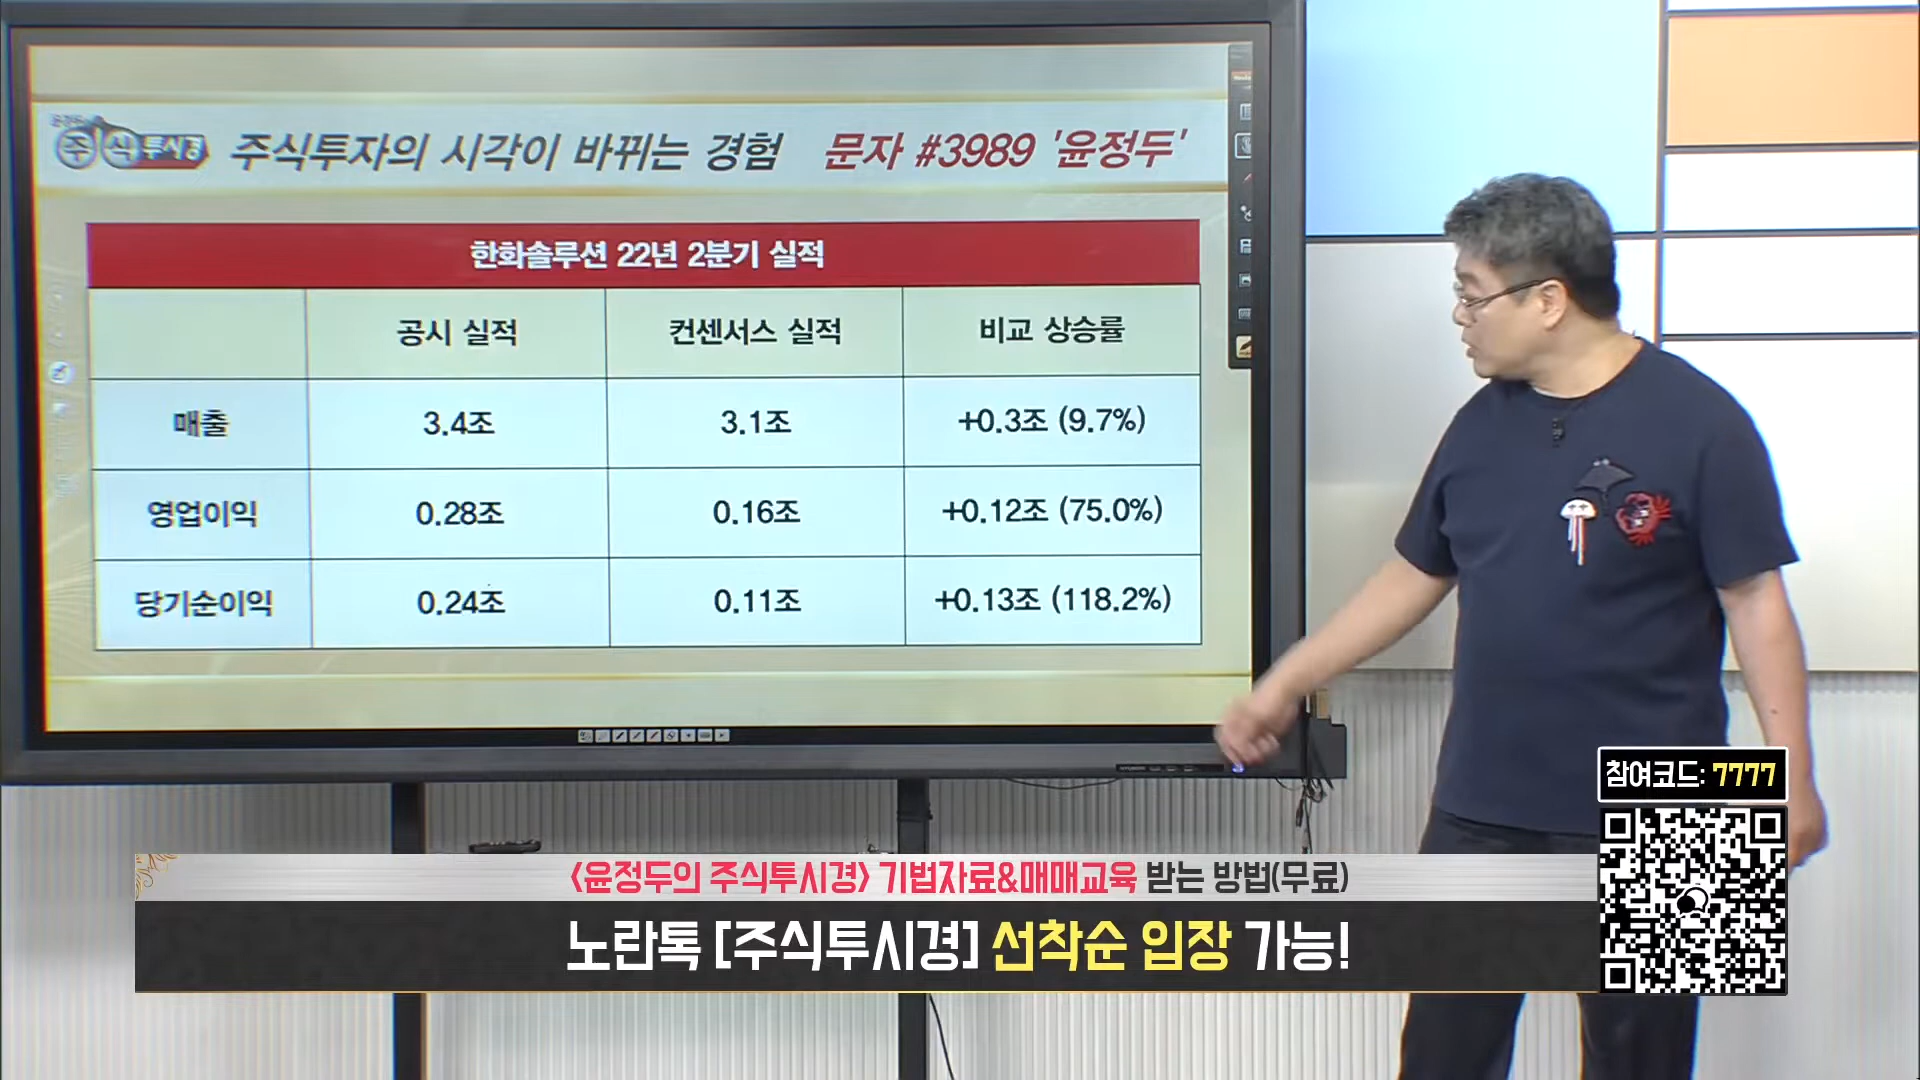 주식투시경 주식투자의 시각이 바뀌는 경험 문자 #3989 '윤정두'
한화솔루션 22년 2분기 실적
공시 실적 컨센서스 실적 비교 상승률
매출 3.4조 3.1조 +0.3조 (9.7%)
영업이익 0.28조 0.16조 +0.12조 (75.0%)
당기순이익 0.24조 0.11조 +0.13조 (118.2%)
참여코드: 7777
<윤정두의 주식투시경> 기법자료&매매교육 받는 방법(무료)
노란톡 [주식투시경] 선착순 입장 가능!